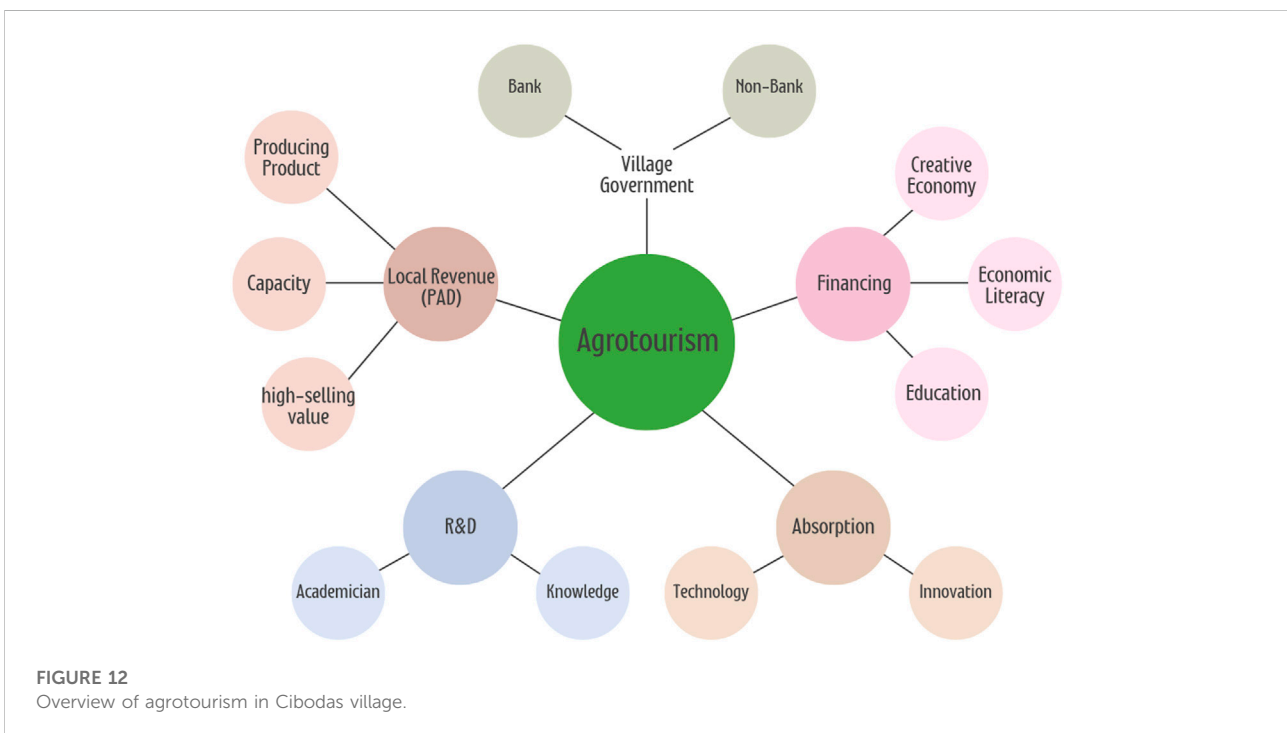 Bank
Non-Bank
Village
Government
Producing
Product
Capacity
high-selling
value
Local Revenue
(PAD)
Creative
Economy
Economic
Literacy
Education
Financing
Agrotourism
R&D
Academician
Knowledge
Absorption
Technology
Innovation
FIGURE 12
Overview of agrotourism in Cibodas village.